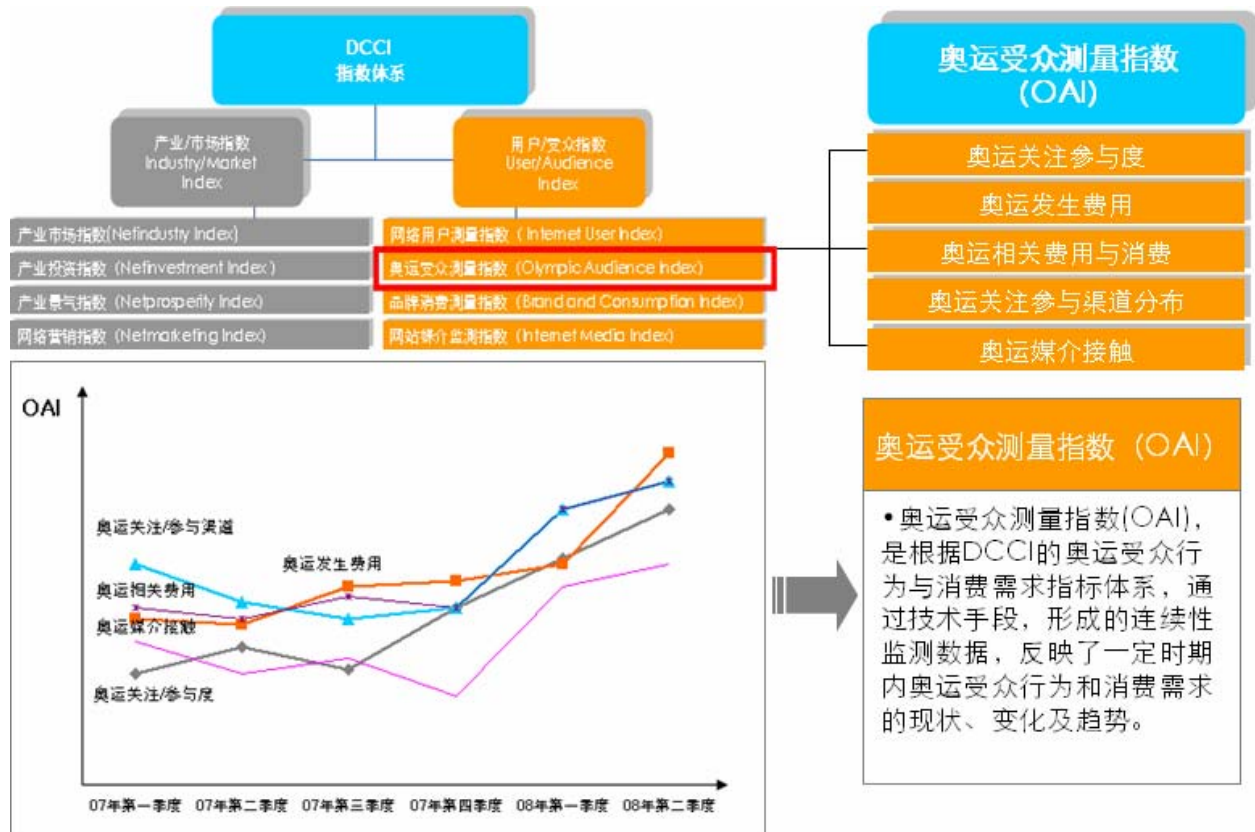 DCCI
指数体系
产业/市场指数
Industry/Market
Index
用户/受众指数
User/Audience
Index
产业市场指数(Netindustry Index)
产业投资指数（Netinvestment Index）
产业景气指数（Netprosperity Index）
网络营销指数（Netmarketing Index）
网络用户测量指数（Internet User Index）
奥运受众测量指数（Olympic Audience Index）
品牌消费测量指数（Brand and Consumption Index）
网站媒介监测指数（Internet Media Index）
奥运受众测量指数
(OAI)
奥运关注参与度
奥运发生费用
奥运相关费用与消费
奥运关注参与渠道分布
奥运媒介接触
OAI
奥运关注/参与渠道
奥运发生费用
奥运相关费用
奥运媒介接触
奥运关注/参与度
07年第一季度 07年第二季度 07年第三季度 07年第四季度 08年第一季度 08年第二季度
奥运受众测量指数（OAI）
•奥运受众测量指数(OAI)，
是根据DCCI的奥运受众行
为与消费需求指标体系，通
过技术手段，形成的连续性
监测数据，反映了一定时期
内奥运受众行为和消费需求
的现状、变化及趋势。